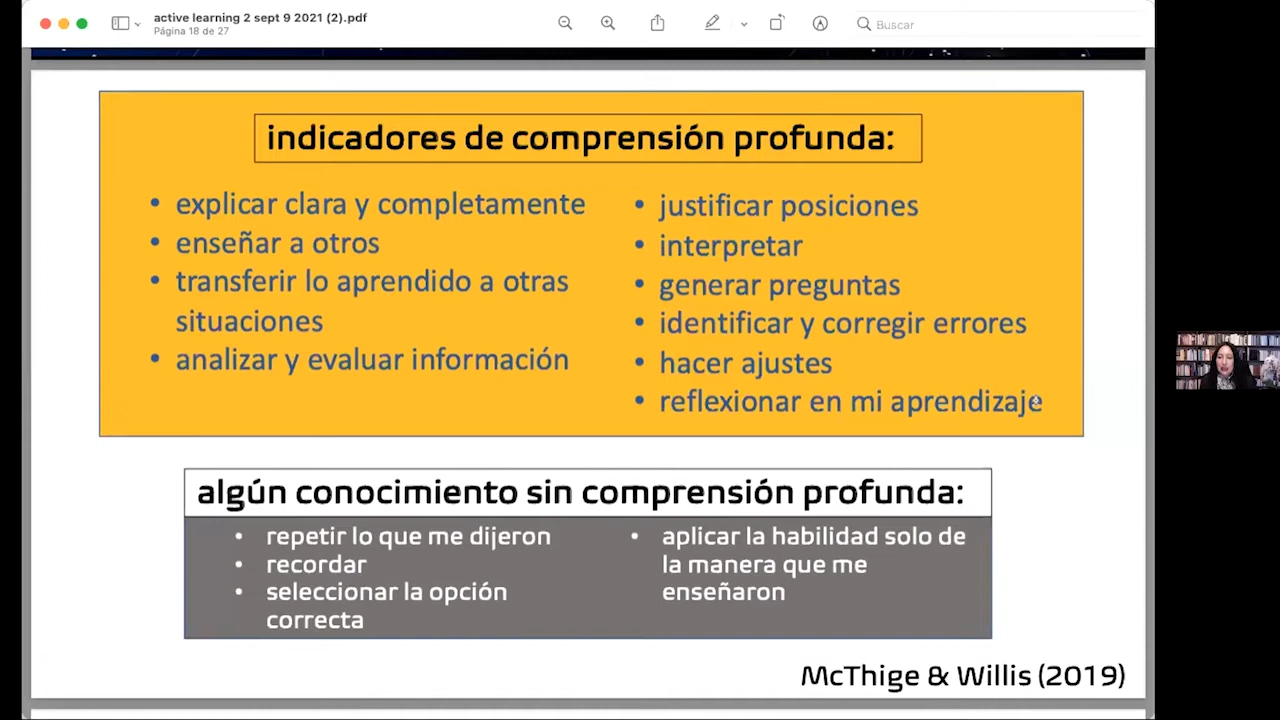 active learning 2 sept 9 2021 (2).pdf
Página 18 de 27
Buscar
indicadores de comprensión profunda:
• explicar clara y completamente
• enseñar a otros
• transferir lo aprendido a otras
situaciones
• analizar y evaluar información
• justificar posiciones
• interpretar
• generar preguntas
• identificar y corregir errores
• hacer ajustes
• reflexionar en mi aprendizaje
algún conocimiento sin comprensión profunda:
• repetir lo que me dijeron
• recordar
• seleccionar la opción
correcta
• aplicar la habilidad solo de
la manera que me
enseñaron
McThige & Willis (2019)